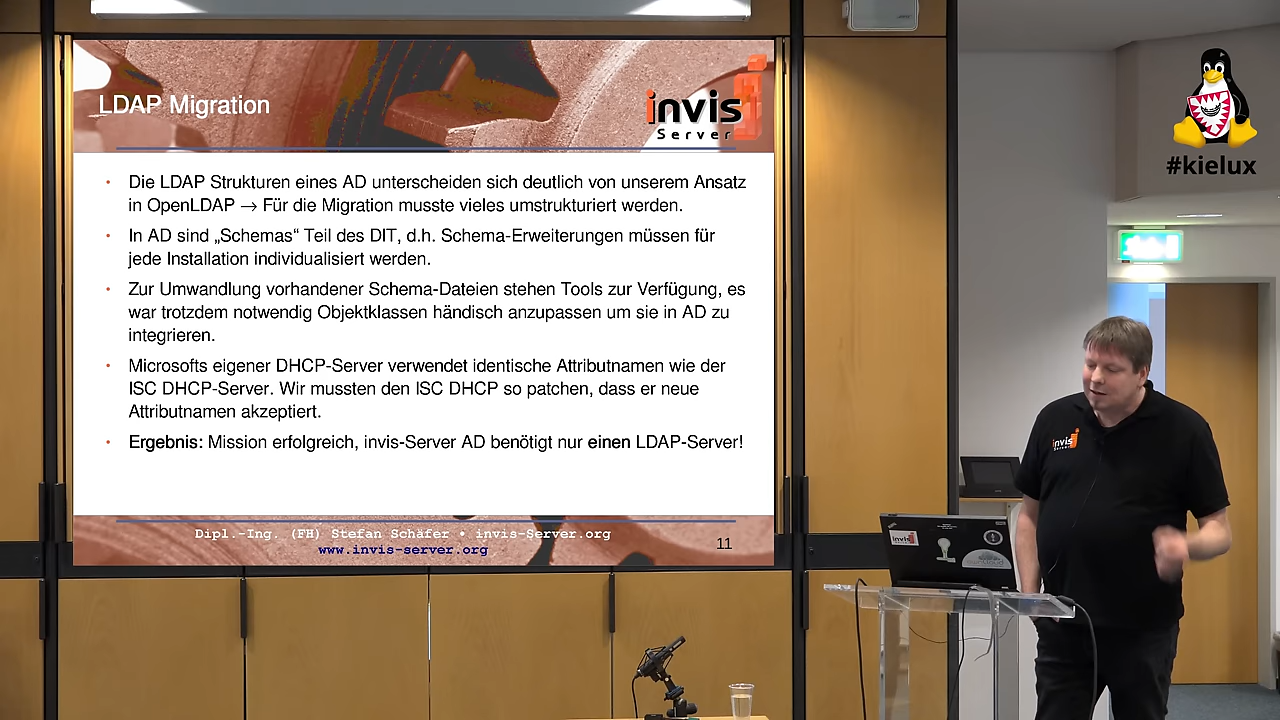 LDAP Migration
invis
Server
• Die LDAP Strukturen eines AD unterscheiden sich deutlich von unserem Ansatz
in OpenLDAP → Für die Migration musste vieles umstrukturiert werden.
• In AD sind „Schemas“ Teil des DIT, d.h. Schema-Erweiterungen müssen für
jede Installation individualisiert werden.
• Zur Umwandlung vorhandener Schema-Dateien stehen Tools zur Verfügung, es
war trotzdem notwendig Objektklassen händisch anzupassen um sie in AD zu
integrieren.
• Microsofts eigener DHCP-Server verwendet identische Attributnamen wie der
ISC DHCP-Server. Wir mussten den ISC DHCP so patchen, dass er neue
Attributnamen akzeptiert.
• Ergebnis: Mission erfolgreich, invis-Server AD benötigt nur einen LDAP-Server!
Dipl.-Ing. (FH) Stefan Schäfer • invis-Server.org
www.invis-server.org
11
#kielux
invis
Server
invis